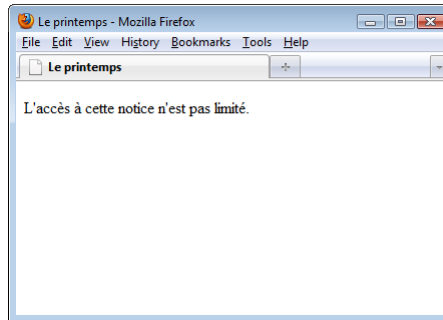 Le printemps - Mozilla Firefox
File Edit View History Bookmarks Tools Help
Le printemps
L'accès à cette notice n'est pas limité.